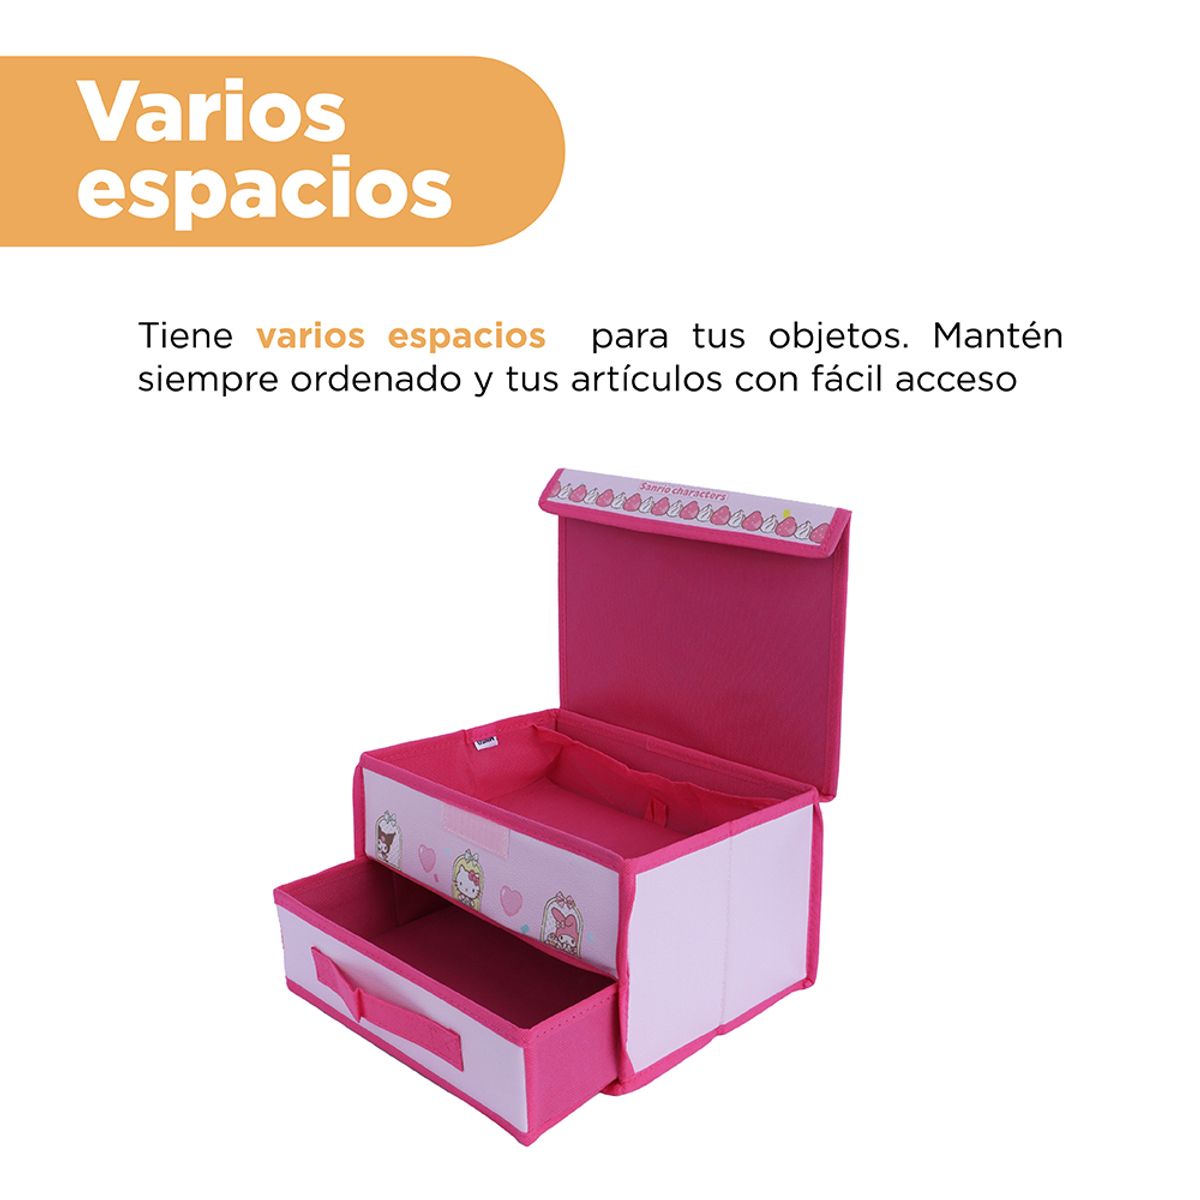 Varios
espacios
Tiene varios espacios para tus objetos. Mantén
siempre ordenado y tus artículos con fácil acceso
Sanrio characters